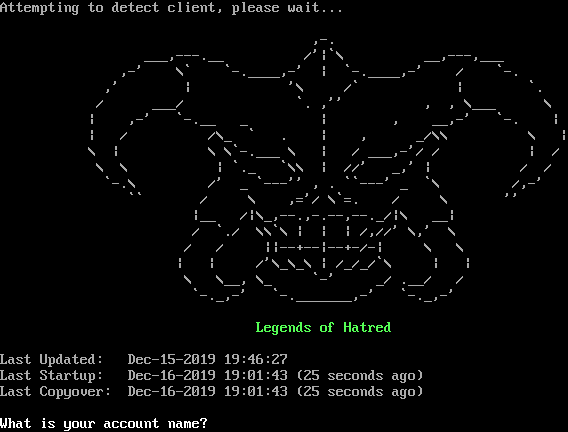 Attempting to detect client, please wait...
Legends of Hatred
Last Updated: Dec-15-2019 19:46:27
Last Startup: Dec-16-2019 19:01:43 (25 seconds ago)
Last Copyover: Dec-16-2019 19:01:43 (25 seconds ago)
What is your account name?